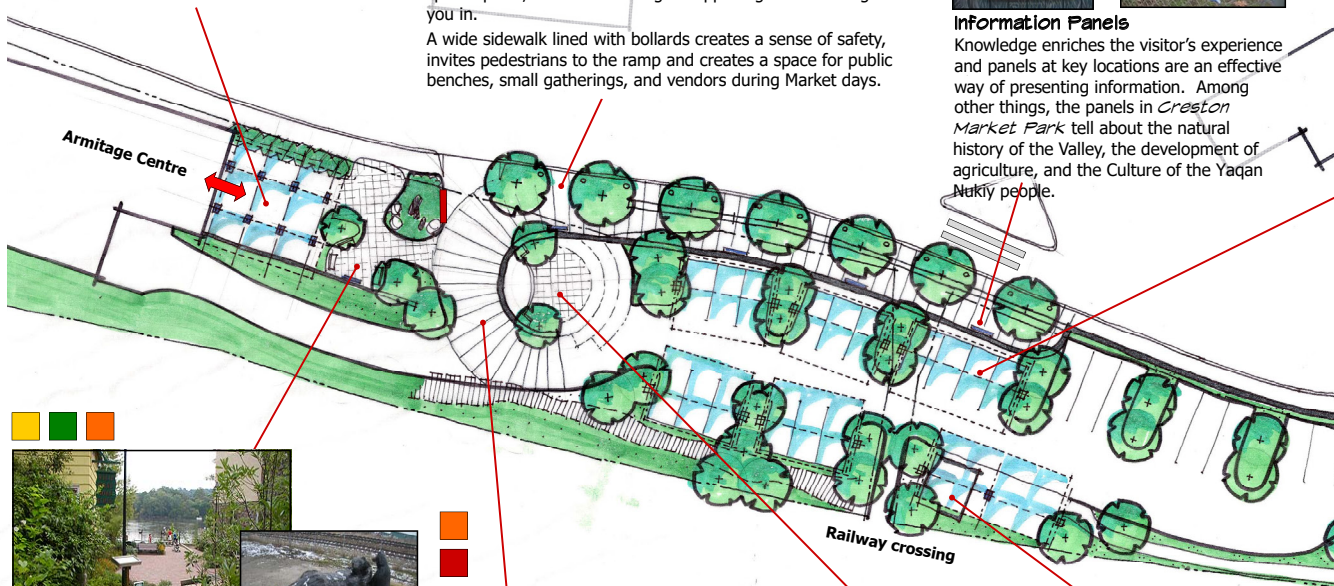 you in.
A wide sidewalk lined with bollards creates a sense of safety,
invites pedestrians to the ramp and creates a space for public
benches, small gatherings, and vendors during Market days.
Information Panels
Knowledge enriches the visitor’s experience
and panels at key locations are an effective
way of presenting information. Among
other things, the panels in Creston
Market Park tell about the natural
history of the Valley, the development of
agriculture, and the Culture of the Yaqan
Nukiy people.
Armitage Centre
Railway crossing